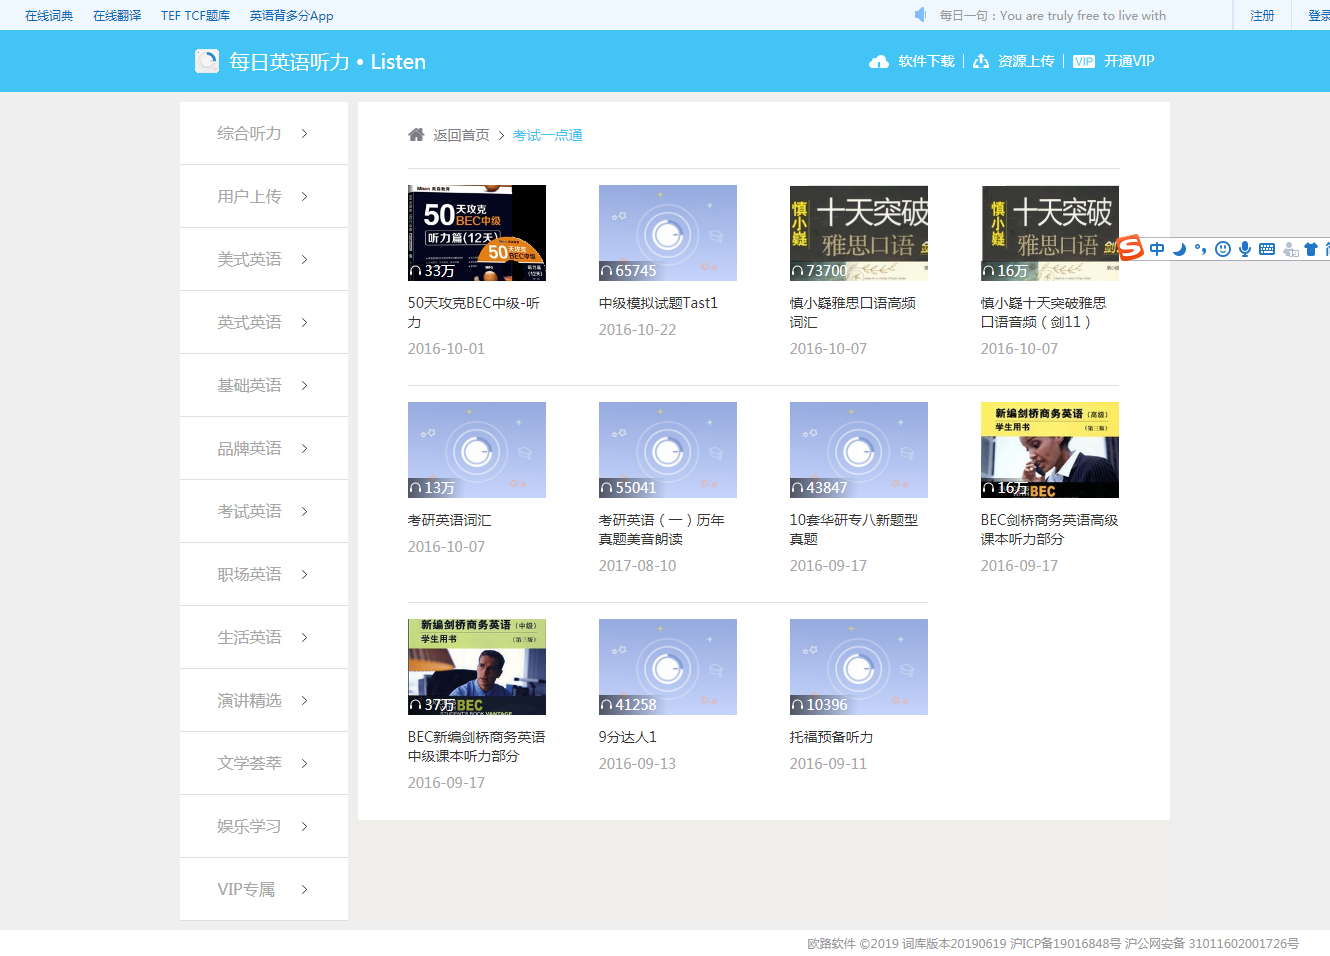 在线词典 在线翻译 TEF TCF题库 英语背多分App 每日一句：You are truly free to live with 注册 登录
每日英语听力 • Listen 软件下载 资源上传 VIP 开通VIP
综合听力
用户上传
美式英语
英式英语
基础英语
品牌英语
考试英语
职场英语
生活英语
演讲精选
文学荟萃
娱乐学习
VIP专属
返回首页 > 考试一点通
50天攻克
BEC中级
听力篇(12天)
33万
50天攻克BEC中级-听
力
2016-10-01
65745
中级模拟试题Tast1
2016-10-22
慎小嶷
十天突破
雅思口语
73700
慎小嶷雅思口语高频
词汇
2016-10-07
慎小嶷
十天突破
雅思口语
16万
慎小嶷十天突破雅思
口语音频（剑11）
2016-10-07
中
13万
考研英语词汇
2016-10-07
55041
考研英语（一）历年
真题美音朗读
2017-08-10
43847
10套华研专八新题型
真题
2016-09-17
新编剑桥商务英语（高级）
学生用书（第三版）
BEC
16万
BEC剑桥商务英语高级
课本听力部分
2016-09-17
新编剑桥商务英语（中级）
学生用书（第三版）
BEC
STUDENT'S BOOK VANTAGE
37万
BEC新编剑桥商务英语
中级课本听力部分
2016-09-17
41258
9分达人1
2016-09-13
10396
托福预备听力
2016-09-11
欧路软件 ©2019 词库版本20190619 沪ICP备19016848号 沪公网安备 31011602001726号